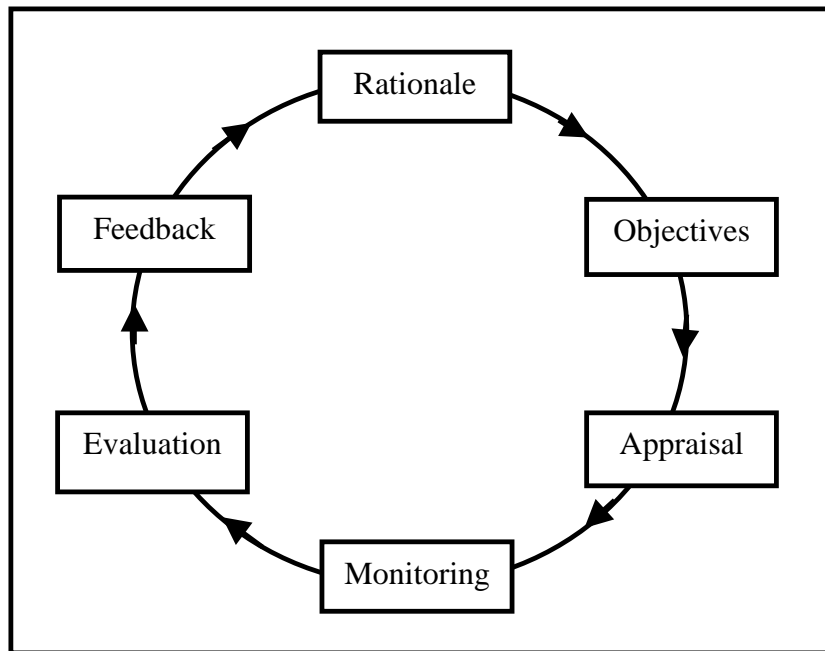 Rationale
Objectives
Appraisal
Monitoring
Evaluation
Feedback